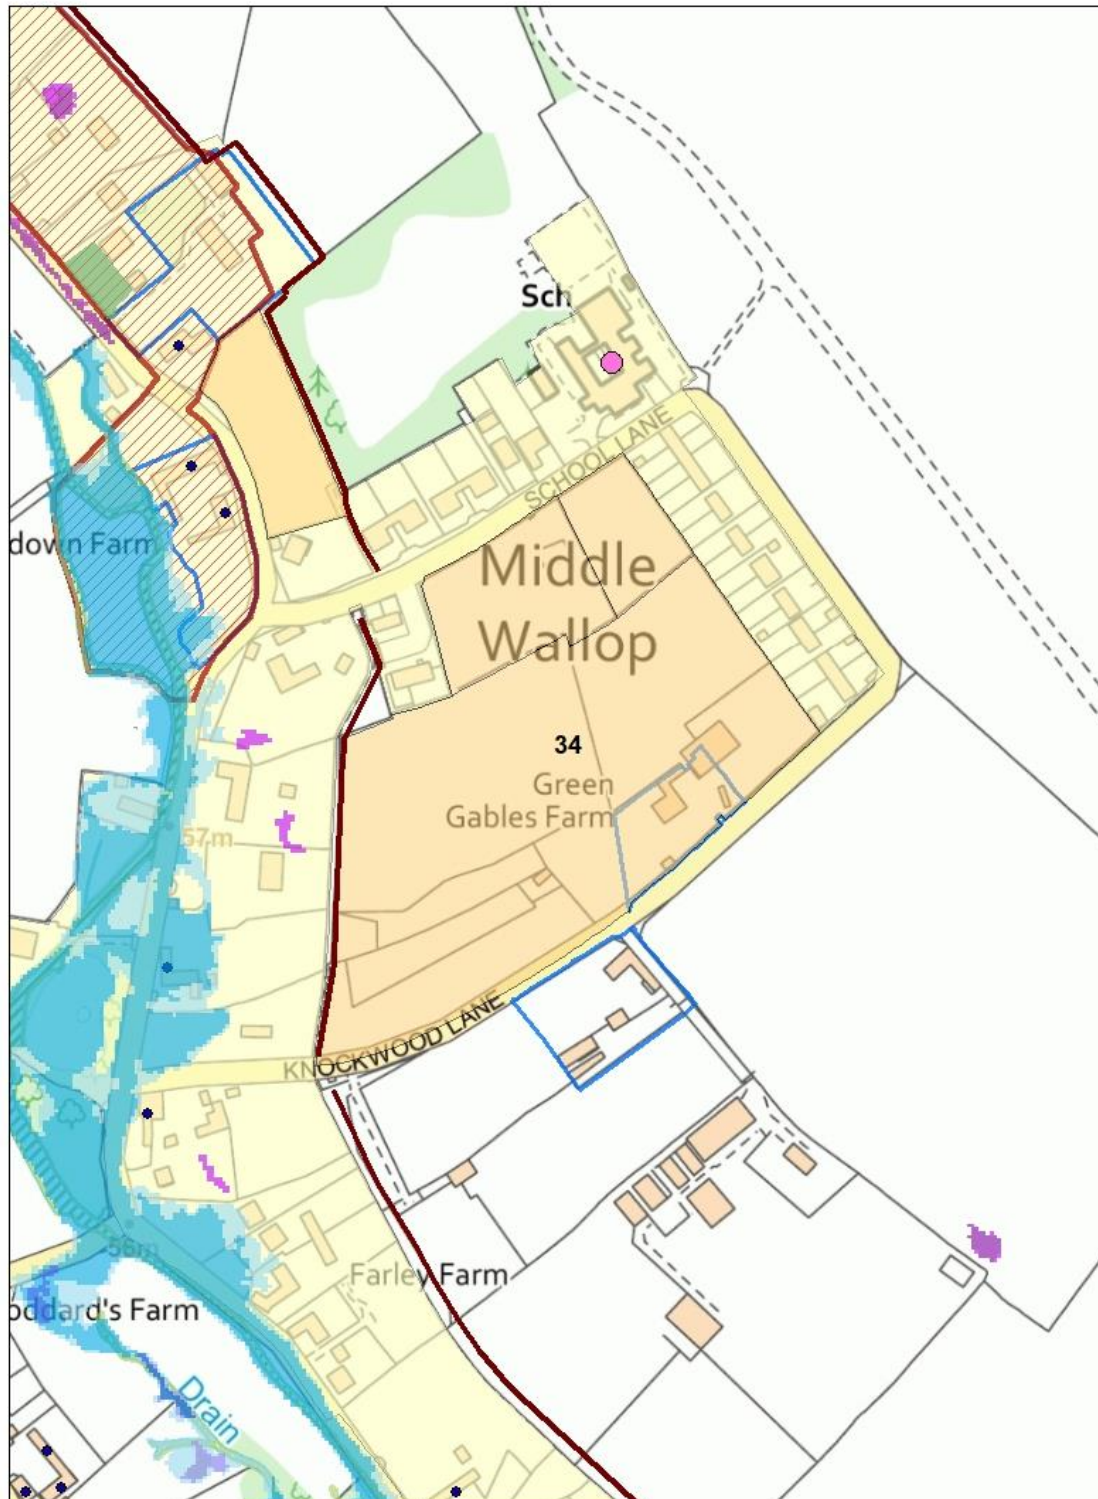 Sch
SCHOOL LANE
down Farm
Middle
Wallop
34
Green
Gables Farm
57m
KNOCKWOOD LANE
56m
Farley Farm
oddard's Farm
Drain